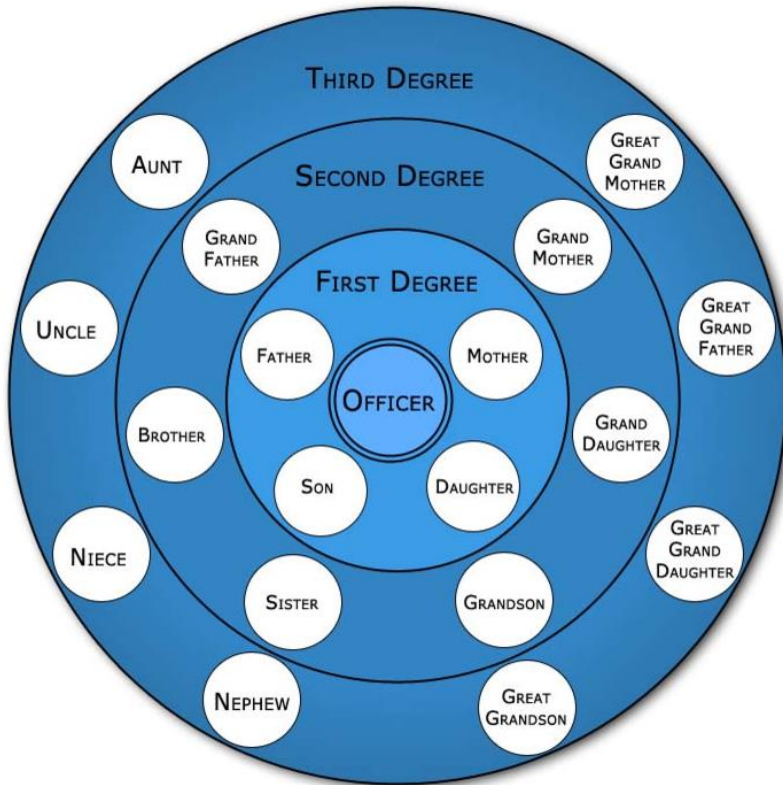 THIRD DEGREE
AUNT
GREAT
GRAND
MOTHER
SECOND DEGREE
GRAND
FATHER
GRAND
MOTHER
FIRST DEGREE
UNCLE
GREAT
GRAND
FATHER
FATHER
MOTHER
OFFICER
BROTHER
GRAND
DAUGHTER
SON
DAUGHTER
NIECE
GREAT
GRAND
DAUGHTER
SISTER
GRANDSON
NEPHEW
GREAT
GRANDSON